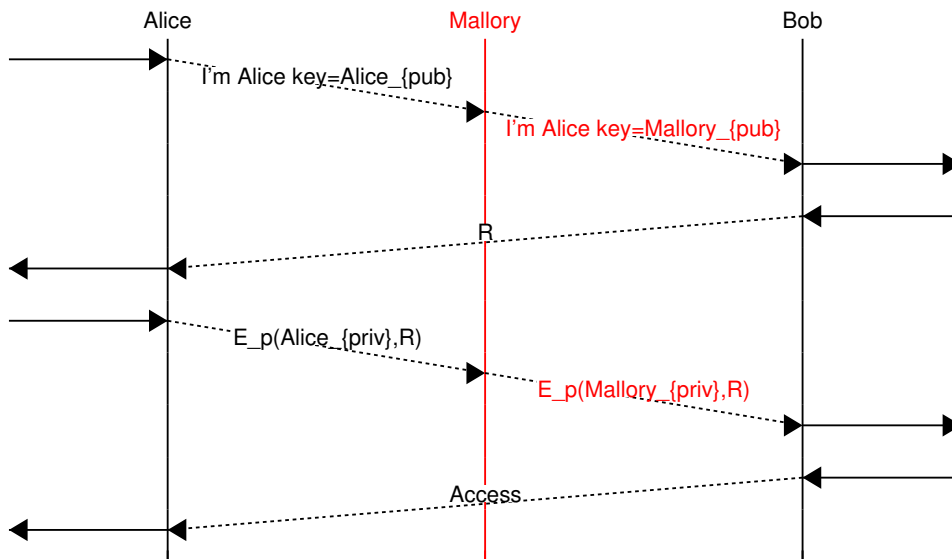 Alice
Mallory
Bob
I'm Alice key=Alice_{pub}
I'm Alice key=Mallory_{pub}
R
E_p(Alice_{priv},R)
E_p(Mallory_{priv},R)
Access